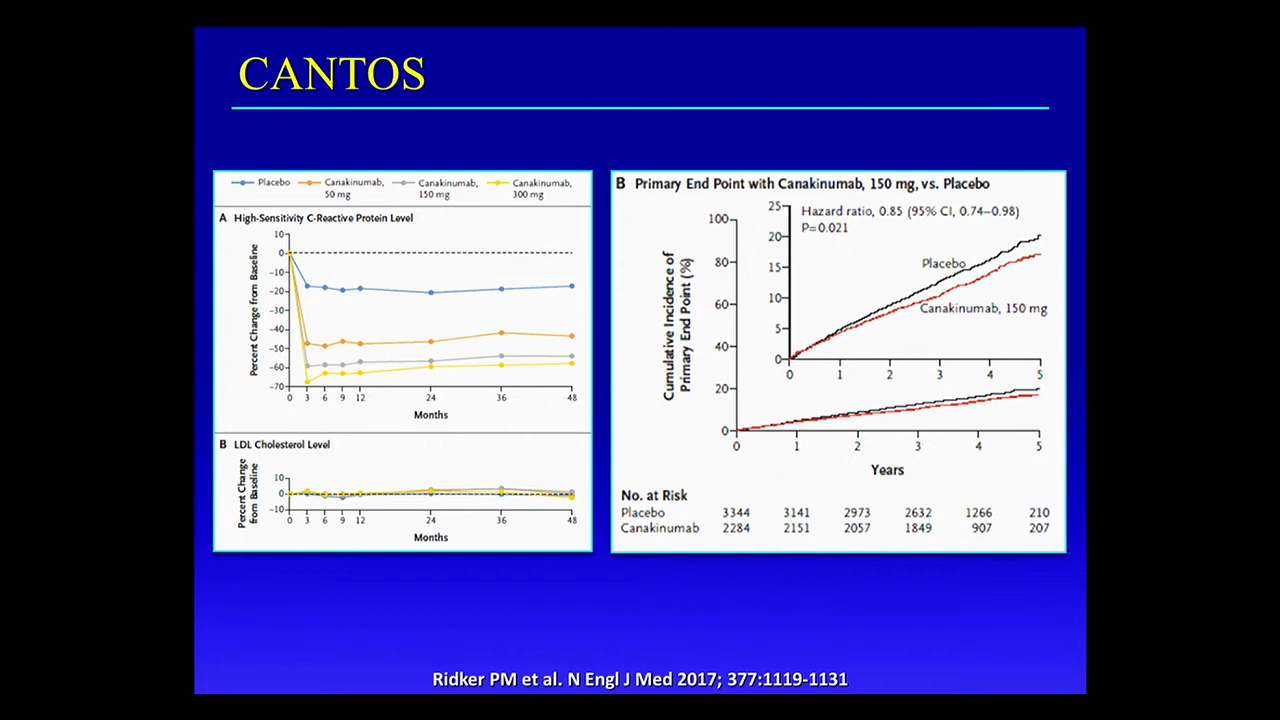 CANTOS
Placebo
Canakinumab, 50 mg
Canakinumab, 150 mg
Canakinumab, 300 mg
A High-Sensitivity C-Reactive Protein Level
Percent Change from Baseline
10
0
−10
−20
−30
−40
−50
−60
−70
0 3 6 9 12 24 36 48
Months
B LDL Cholesterol Level
Percent Change
from Baseline
10
0
−10
0 3 6 9 12 24 36 48
Months
B Primary End Point with Canakinumab, 150 mg, vs. Placebo
Cumulative Incidence of
Primary End Point (%)
100
80
60
40
20
0
0 1 2 3 4 5
Years
25
20
15
10
5
0
0 1 2 3 4 5
Hazard ratio, 0.85 (95% CI, 0.74–0.98)
P=0.021
Placebo
Canakinumab, 150 mg
No. at Risk
Placebo 3344 3141 2973 2632 1266 210
Canakinumab 2284 2151 2057 1849 907 207
Ridker PM et al. N Engl J Med 2017; 377:1119-1131